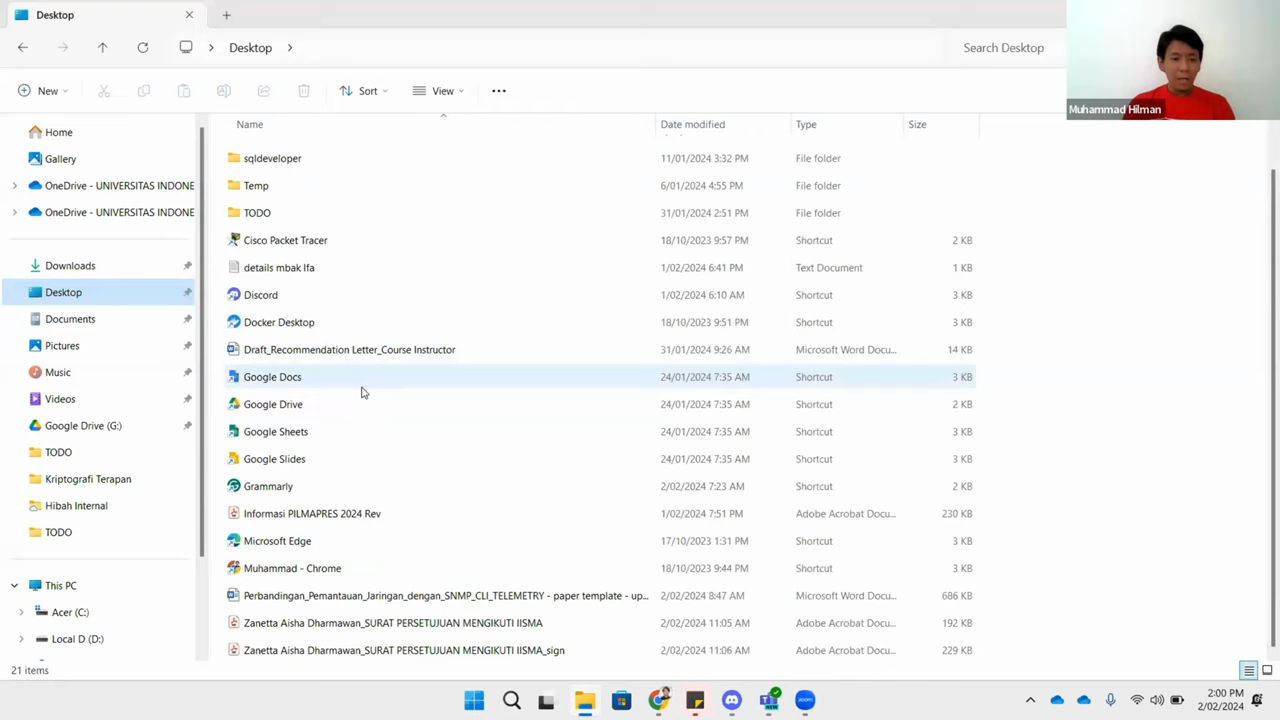 Desktop
Desktop
Search Desktop
Muhammad Hilman
New
Sort
View
Name
Date modified
Type
Size
Home
Gallery
OneDrive - UNIVERSITAS INDONE
OneDrive - UNIVERSITAS INDONE
Downloads
Desktop
Documents
Pictures
Music
Videos
Google Drive (G:)
TODO
Kriptografi Terapan
Hibah Internal
TODO
This PC
Acer (C:)
Local D (D:)
sqldeveloper 11/01/2024 3:32 PM File folder
Temp 6/01/2024 4:55 PM File folder
TODO 31/01/2024 2:51 PM File folder
Cisco Packet Tracer 18/10/2023 9:57 PM Shortcut 2 KB
details mbak Ifa 1/02/2024 6:41 PM Text Document 1 KB
Discord 1/02/2024 6:10 AM Shortcut 3 KB
Docker Desktop 18/10/2023 9:51 PM Shortcut 3 KB
Draft_Recommendation Letter_Course Instructor 31/01/2024 9:26 AM Microsoft Word Docu... 14 KB
Google Docs 24/01/2024 7:35 AM Shortcut 3 KB
Google Drive 24/01/2024 7:35 AM Shortcut 2 KB
Google Sheets 24/01/2024 7:35 AM Shortcut 3 KB
Google Slides 24/01/2024 7:35 AM Shortcut 3 KB
Grammarly 2/02/2024 7:23 AM Shortcut 2 KB
Informasi PILMAPRES 2024 Rev 1/02/2024 7:51 PM Adobe Acrobat Docu... 230 KB
Microsoft Edge 17/10/2023 1:31 PM Shortcut 3 KB
Muhammad - Chrome 18/10/2023 9:44 PM Shortcut 3 KB
Perbandingan_Pemantauan_Jaringan_dengan_SNMP_CLI_TELEMETRY - paper template - up... 2/02/2024 8:47 AM Microsoft Word Docu... 686 KB
Zanetta Aisha Dharmawan_SURAT PERSETUJUAN MENGIKUTI IISMA 2/02/2024 11:05 AM Adobe Acrobat Docu... 192 KB
Zanetta Aisha Dharmawan_SURAT PERSETUJUAN MENGIKUTI IISMA_sign 2/02/2024 11:06 AM Adobe Acrobat Docu... 229 KB
21 items
NEW
zoom
2:00 PM
2/02/2024